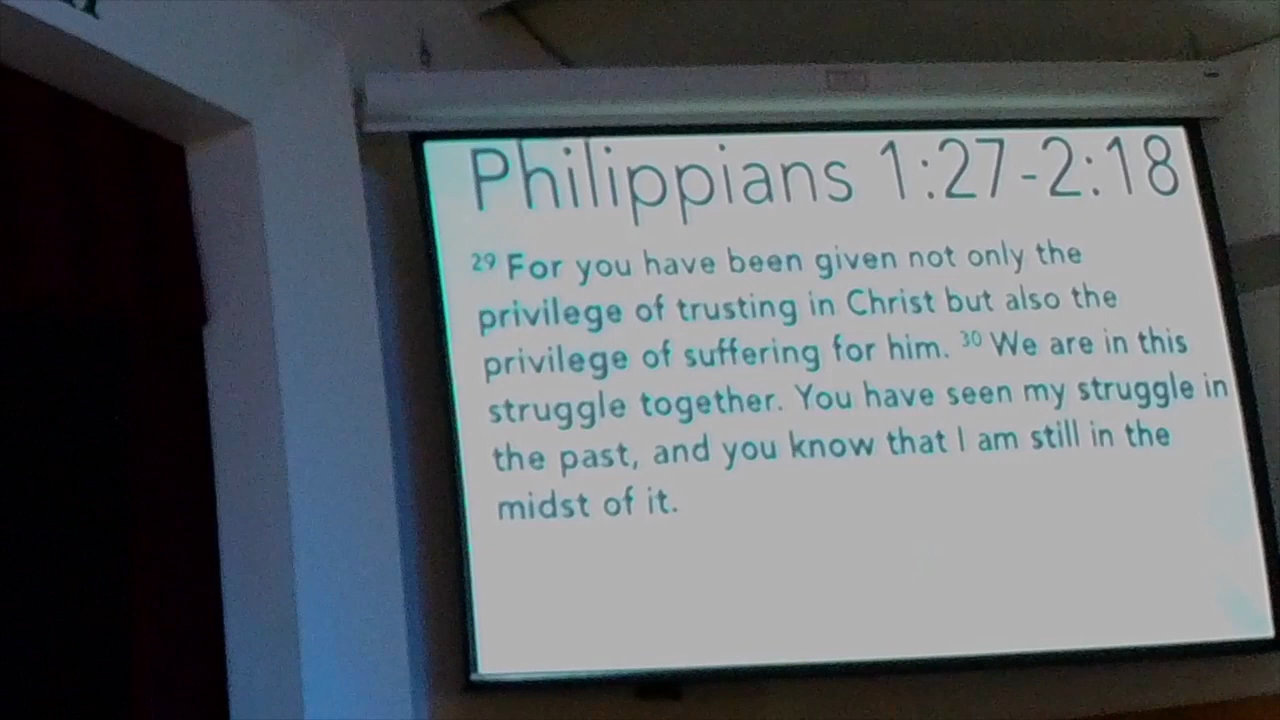 Philippians 1:27-2:18
29 For you have been given not only the
privilege of trusting in Christ but also the
privilege of suffering for him. 30 We are in this
struggle together. You have seen my struggle in
the past, and you know that I am still in the
midst of it.